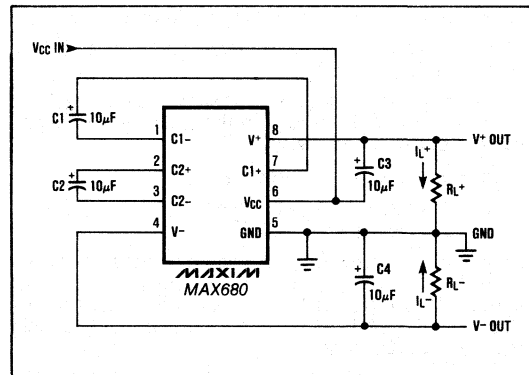 VCC IN
C1
+
10µF
C2
+
10µF
1 C1-
2 C2+
3 C2-
4 V-
V+ 8
C1+ 7
VCC 6
GND 5
MAXIM
MAX680
+
C3
10µF
IL+
RL+
V+ OUT
GND
+
C4
10µF
IL-
RL-
V- OUT